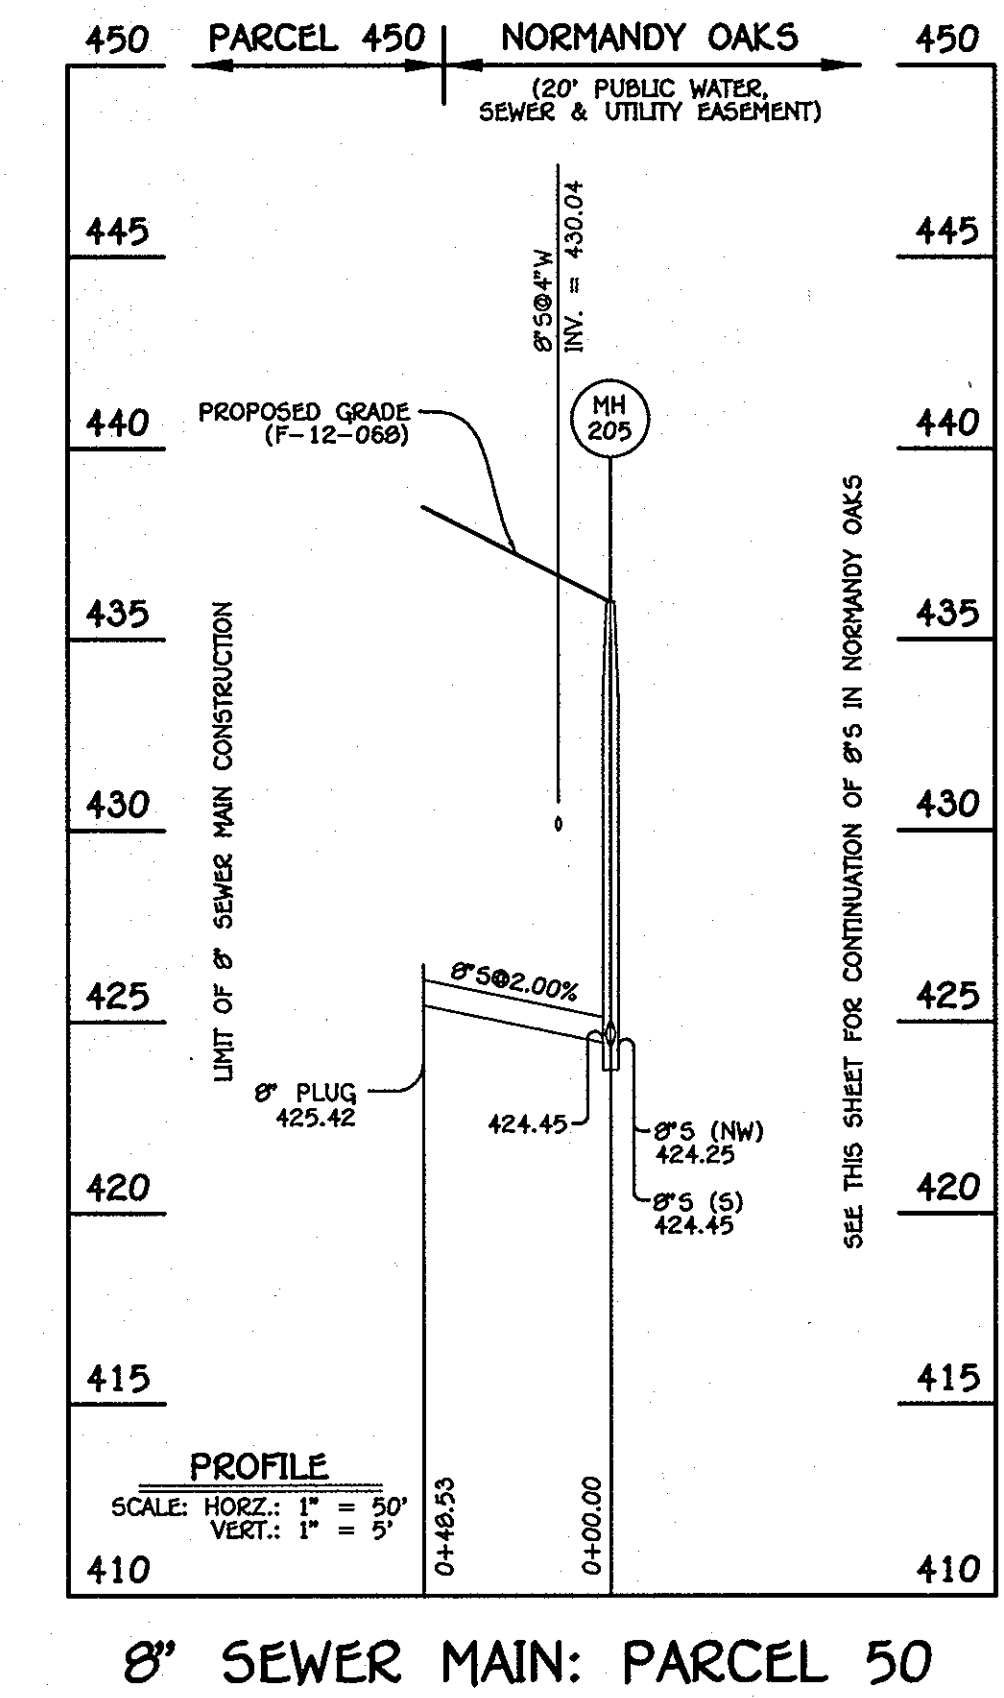 450 PARCEL 450 NORMANDY OAKS 450
(20' PUBLIC WATER,
SEWER & UTILITY EASEMENT)
445
445
8"S@4"W
INV. = 430.04
MH
205
PROPOSED GRADE
(F-12-068)
440
440
435
435
LIMIT OF 8" SEWER MAIN CONSTRUCTION
SEE THIS SHEET FOR CONTINUATION OF 8"S IN NORMANDY OAKS
430
430
8"S@2.00%
425
425
8" PLUG
425.42
424.45
8"S (NW)
424.25
8"S (S)
424.45
420
420
415
415
PROFILE
SCALE: HORZ.: 1" = 50'
VERT.: 1" = 5'
0+48.53
0+00.00
410
410
8" SEWER MAIN: PARCEL 50